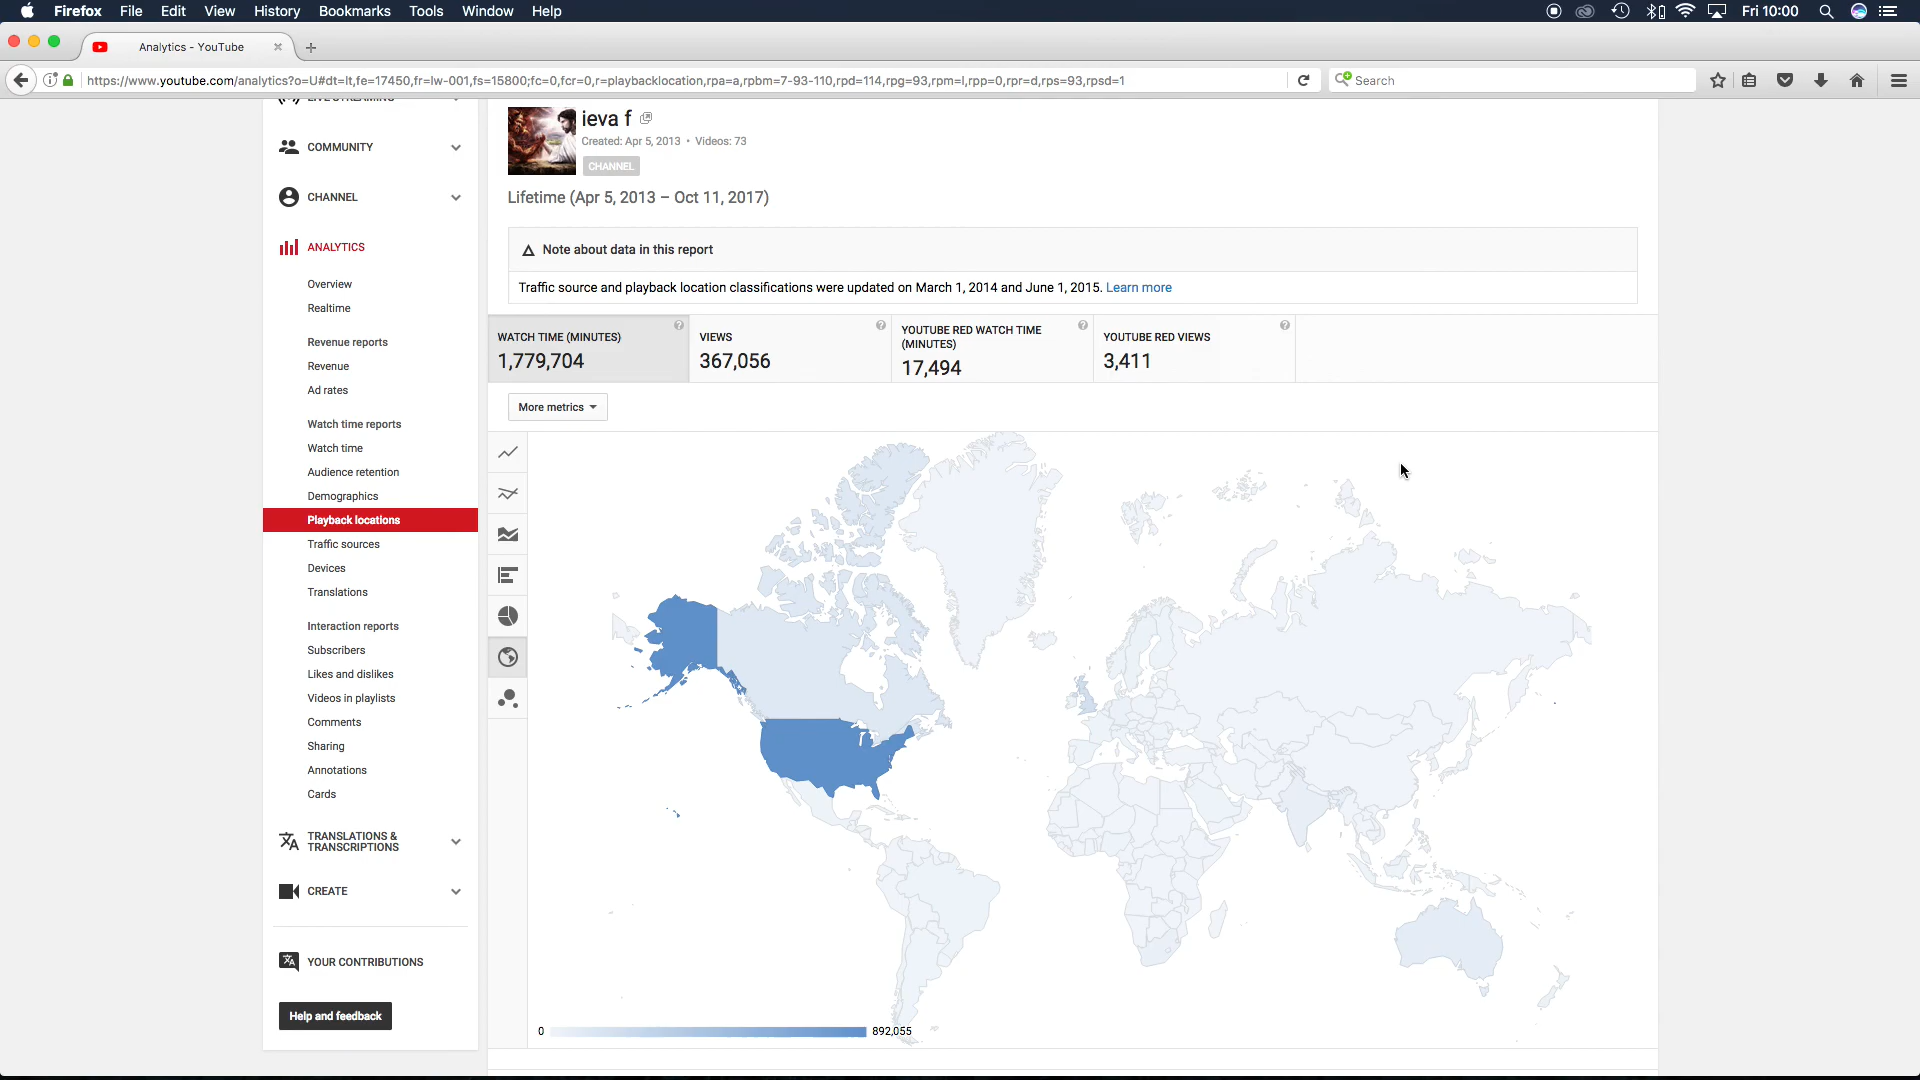 Firefox File Edit View History Bookmarks Tools Window Help Fri 10:00
Analytics - YouTube
https://www.youtube.com/analytics?o=U#dt=lt,fe=17450,fr=lw-001,fs=15800;fc=0,fcr=0,r=playbacklocation,rpa=a,rpbm=7-93-110,rpd=114,rpg=93,rpm=l,rpp=0,rpr=d,rps=93,rpsd=1
Search
COMMUNITY
CHANNEL
ANALYTICS
Overview
Realtime
Revenue reports
Revenue
Ad rates
Watch time reports
Watch time
Audience retention
Demographics
Playback locations
Traffic sources
Devices
Translations
Interaction reports
Subscribers
Likes and dislikes
Videos in playlists
Comments
Sharing
Annotations
Cards
TRANSLATIONS &
TRANSCRIPTIONS
CREATE
YOUR CONTRIBUTIONS
Help and feedback
ieva f
Created: Apr 5, 2013 • Videos: 73
CHANNEL
Lifetime (Apr 5, 2013 – Oct 11, 2017)
Note about data in this report
Traffic source and playback location classifications were updated on March 1, 2014 and June 1, 2015. Learn more
WATCH TIME (MINUTES)
1,779,704
VIEWS
367,056
YOUTUBE RED WATCH TIME
(MINUTES)
17,494
YOUTUBE RED VIEWS
3,411
More metrics
0 892,055